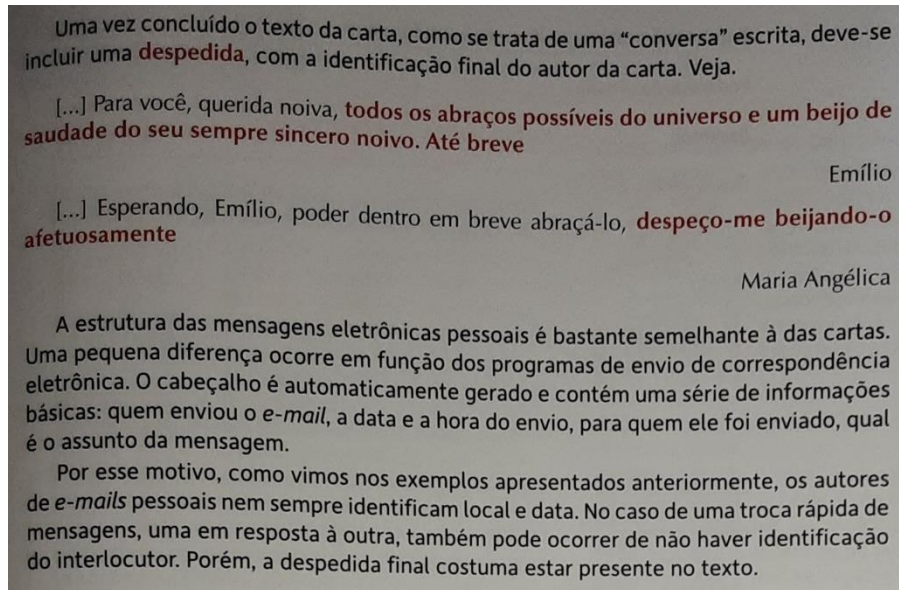 Uma vez concluído o texto da carta, como se trata de uma “conversa” escrita, deve-se
incluir uma despedida, com a identificação final do autor da carta. Veja.
[...] Para você, querida noiva, todos os abraços possíveis do universo e um beijo de
saudade do seu sempre sincero noivo. Até breve
Emílio
[...] Esperando, Emílio, poder dentro em breve abraçá-lo, despeço-me beijando-o
afetuosamente
Maria Angélica
A estrutura das mensagens eletrônicas pessoais é bastante semelhante à das cartas.
Uma pequena diferença ocorre em função dos programas de envio de correspondência
eletrônica. O cabeçalho é automaticamente gerado e contém uma série de informações
básicas: quem enviou o e-mail, a data e a hora do envio, para quem ele foi enviado, qual
é o assunto da mensagem.
Por esse motivo, como vimos nos exemplos apresentados anteriormente, os autores
de e-mails pessoais nem sempre identificam local e data. No caso de uma troca rápida de
mensagens, uma em resposta à outra, também pode ocorrer de não haver identificação
do interlocutor. Porém, a despedida final costuma estar presente no texto.